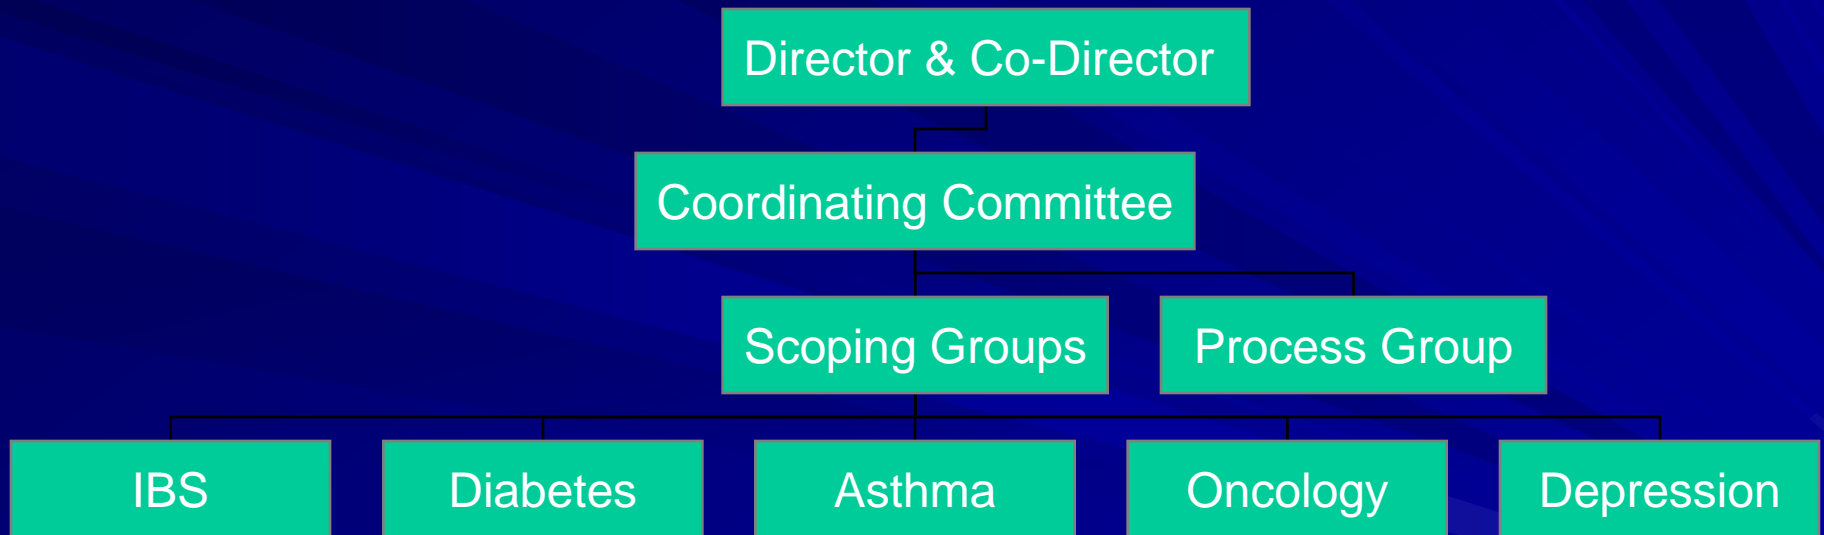 Director & Co-Director
Coordinating Committee
Scoping Groups
Process Group
IBS
Diabetes
Asthma
Oncology
Depression